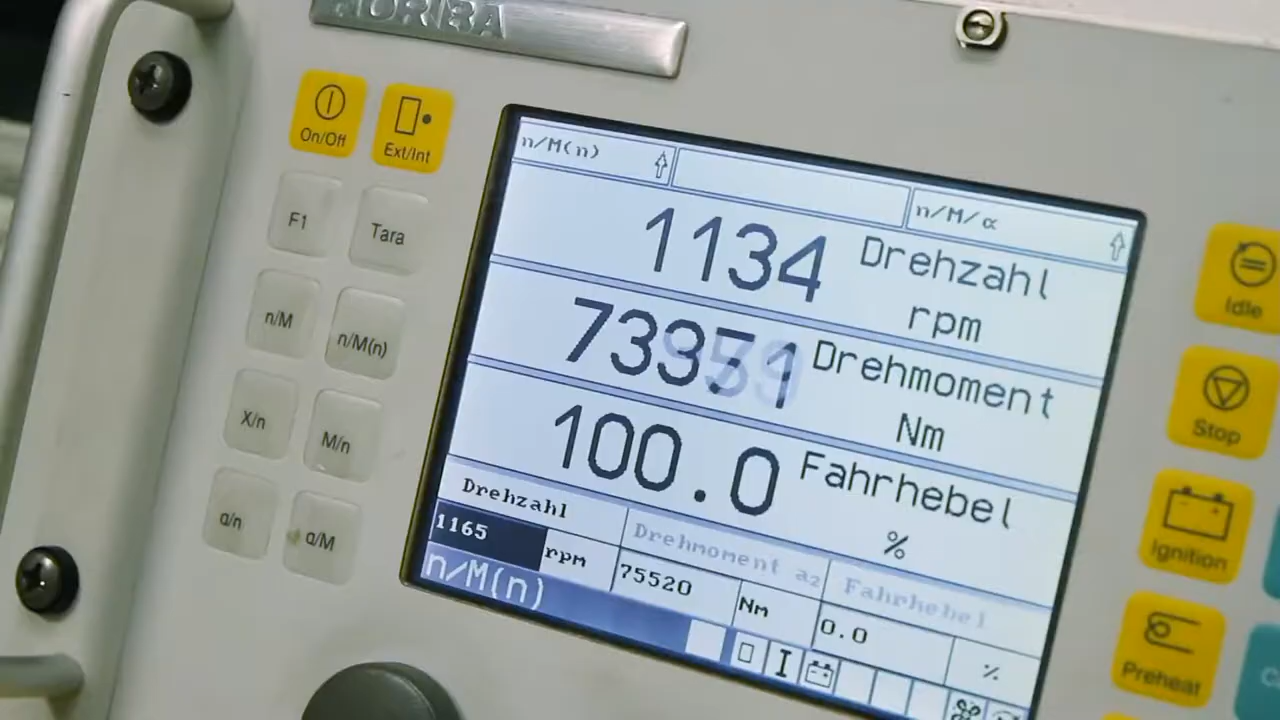 HORIBA
On/Off
Ext/Int
F1
Tara
n/M
n/M(n)
X/n
M/n
α/n
α/M
n/M(n)
n/M/α
1134 Drehzahl
rpm
Drehmoment
Nm
100.0 Fahrhebel
%
Drehzahl
Drehmoment
Fahrhebel
1165 rpm
75520 Nm
0.0 %
n/M(n)
Idle
Stop
Ignition
Preheat